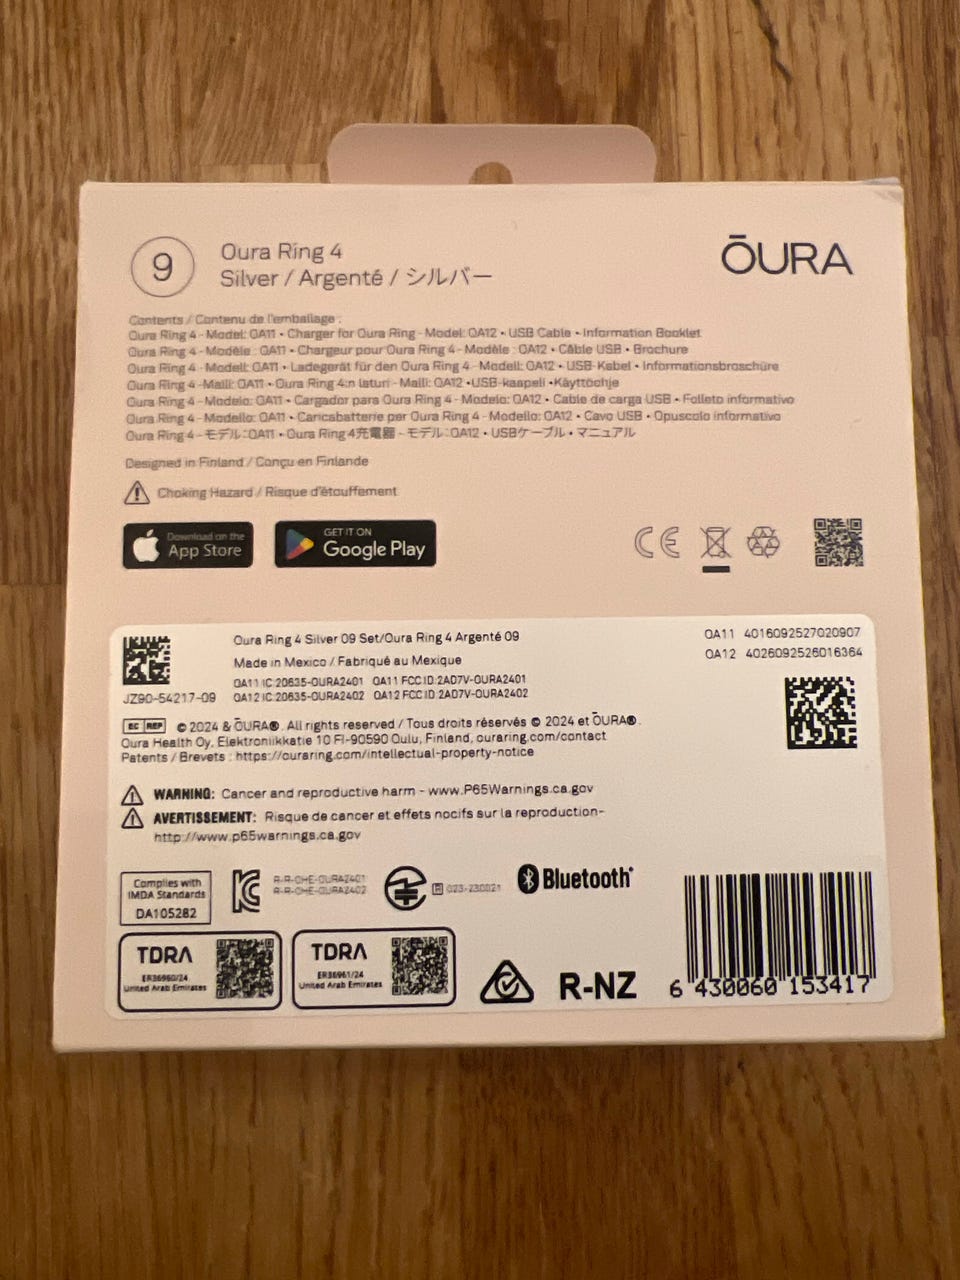 9
Oura Ring 4
Silver / Argenté / シルバー
ŌURA
Contents / Contenu de l'emballage :
Oura Ring 4 - Model: OA11 • Charger for Oura Ring - Model: OA12 • USB Cable • Information Booklet
Oura Ring 4 - Modèle : OA11 • Chargeur pour Oura Ring 4 - Modèle : OA12 • Câble USB • Brochure
Oura Ring 4 - Modell: OA11 • Ladegerät für den Oura Ring 4 - Modell: OA12 • USB-Kabel • Informationsbroschüre
Oura Ring 4 - Malli: OA11 • Oura Ring 4:n laturi - Malli: OA12 •USB-kaapeli •Käyttöohje
Oura Ring 4 - Modelo: OA11 • Cargador para Oura Ring 4 - Modelo: OA12 • Cable de carga USB • Folleto informativo
Oura Ring 4 - Modello: OA11 • Caricabatterie per Oura Ring 4 - Modello: OA12 • Cavo USB • Opuscolo informativo
Oura Ring 4 - モデル:OA11 • Oura Ring 4充電器 - モデル:OA12 • USBケーブル • マニュアル
Designed in Finland / Conçu en Finlande
Choking Hazard / Risque d'étouffement
Download on the
App Store
GET IT ON
Google Play
CE
Oura Ring 4 Silver 09 Set/Oura Ring 4 Argenté 09
OA11 4016092527020907
OA12 4026092526016364
Made in Mexico / Fabriqué au Mexique
OA11 IC:20635-OURA2401 OA11 FCC ID:2AD7V-OURA2401
JZ90-54217-09
OA12 IC:20635-OURA2402 OA12 FCC ID:2AD7V-OURA2402
EC REP © 2024 & ŌURA®. All rights reserved / Tous droits réservés © 2024 et ŌURA®.
Oura Health Oy, Elektroniikkatie 10 FI-90590 Oulu, Finland, ouraring.com/contact
Patents / Brevets : https://ouraring.com/intellectual-property-notice
WARNING: Cancer and reproductive harm - www.P65Warnings.ca.gov
AVERTISSEMENT: Risque de cancer et effets nocifs sur la reproduction-
http://www.p65warnings.ca.gov
Complies with
IMDA Standards
DA105282
R-R-OHE-OURA2401
R-R-OHE-OURA2402
R 023-230021
Bluetooth®
TDRA
ER36960/24
United Arab Emirates
TDRA
ER36961/24
United Arab Emirates
R-NZ
6 430060 153417